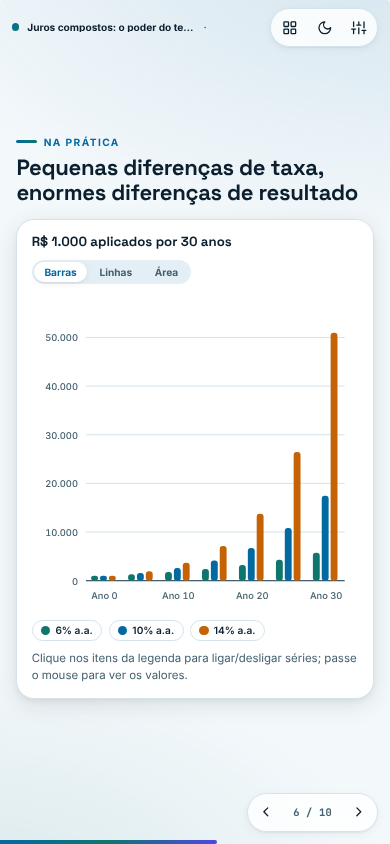 Juros compostos: o poder do te... ·
NA PRÁTICA
Pequenas diferenças de taxa,
enormes diferenças de resultado
R$ 1.000 aplicados por 30 anos
Barras Linhas Área
50.000
40.000
30.000
20.000
10.000
0
Ano 0 Ano 10 Ano 20 Ano 30
6% a.a. 10% a.a. 14% a.a.
Clique nos itens da legenda para ligar/desligar séries; passe
o mouse para ver os valores.
6 / 10